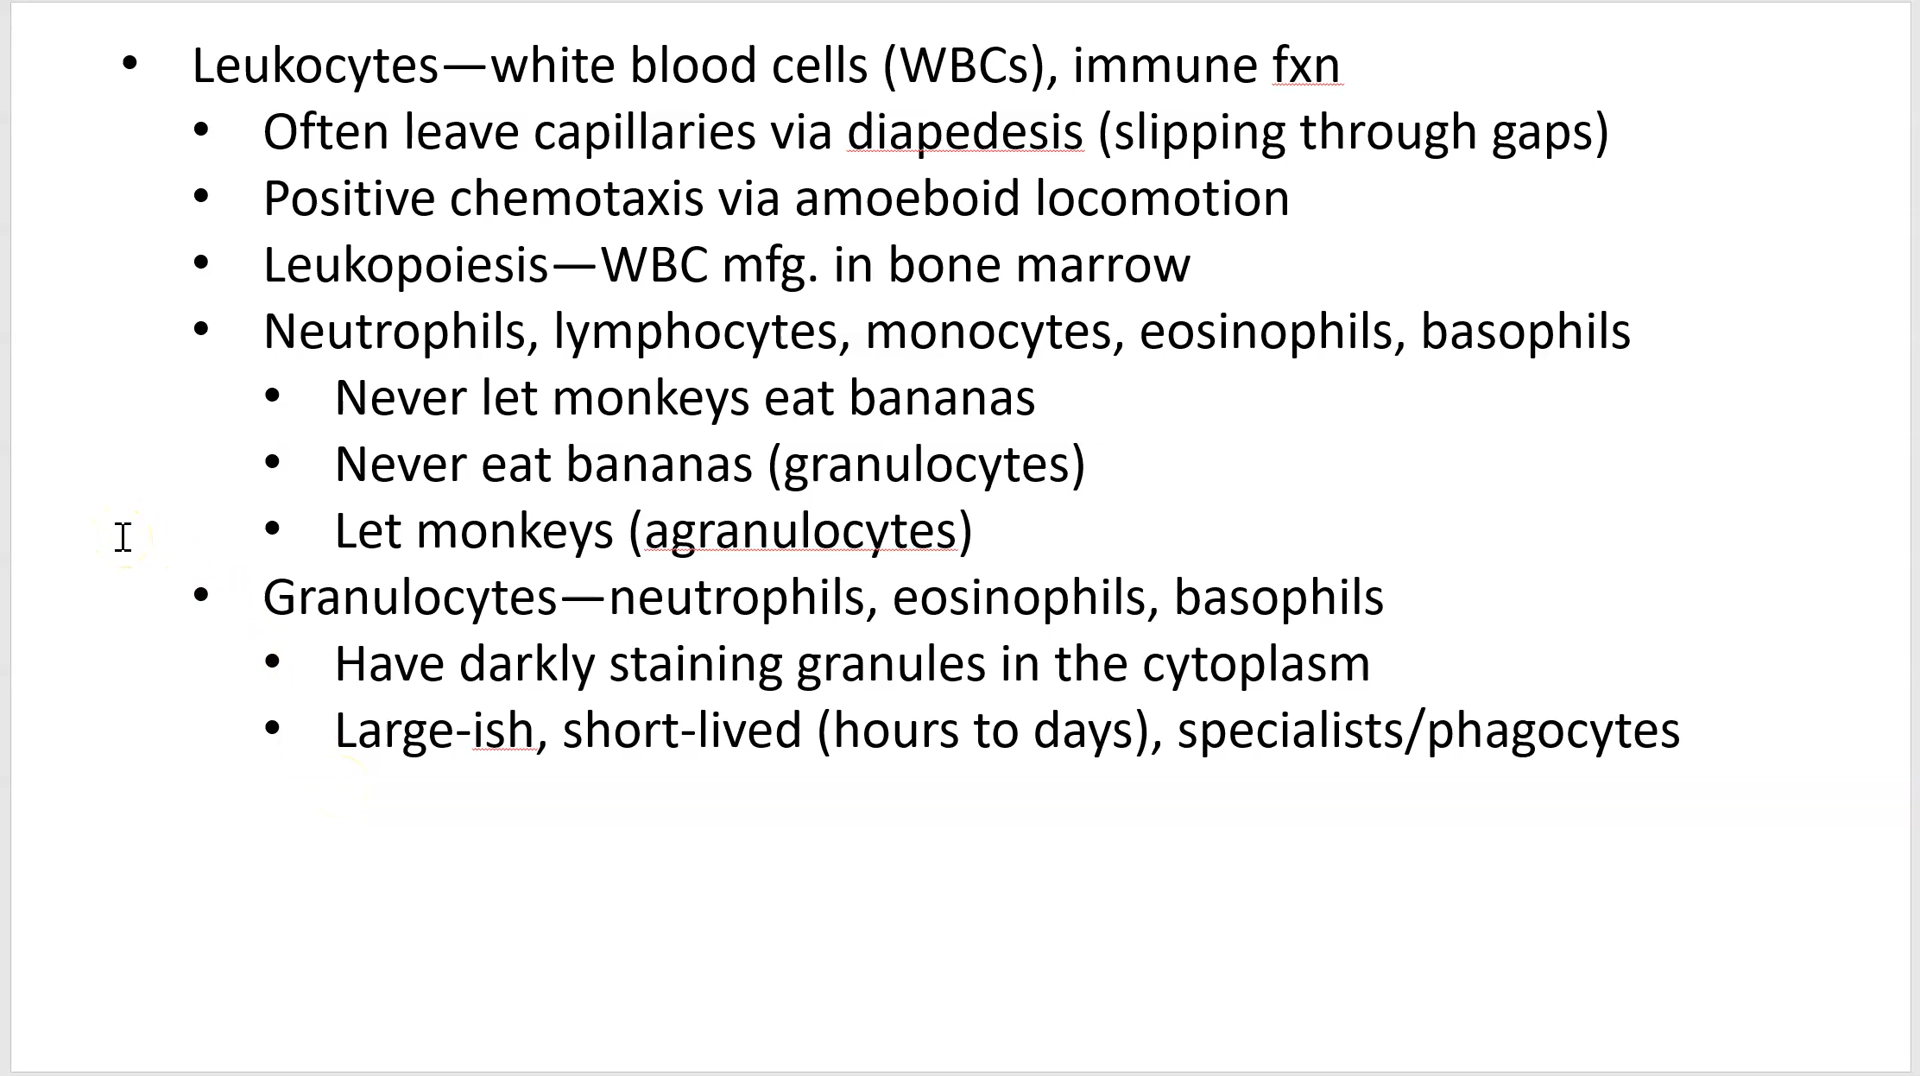 • Leukocytes—white blood cells (WBCs), immune fxn
• Often leave capillaries via diapedesis (slipping through gaps)
• Positive chemotaxis via amoeboid locomotion
• Leukopoiesis—WBC mfg. in bone marrow
• Neutrophils, lymphocytes, monocytes, eosinophils, basophils
• Never let monkeys eat bananas
• Never eat bananas (granulocytes)
• Let monkeys (agranulocytes)
• Granulocytes—neutrophils, eosinophils, basophils
• Have darkly staining granules in the cytoplasm
• Large-ish, short-lived (hours to days), specialists/phagocytes